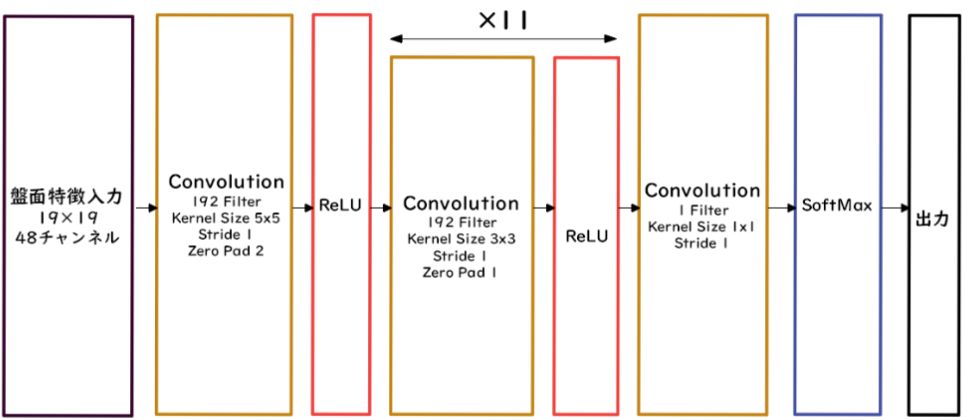 ×11
盤面特徴入力
19×19
48チャンネル
Convolution
192 Filter
Kernel Size 5x5
Stride 1
Zero Pad 2
ReLU
Convolution
192 Filter
Kernel Size 3x3
Stride 1
Zero Pad 1
ReLU
Convolution
1 Filter
Kernel Size 1x1
Stride 1
SoftMax
出力